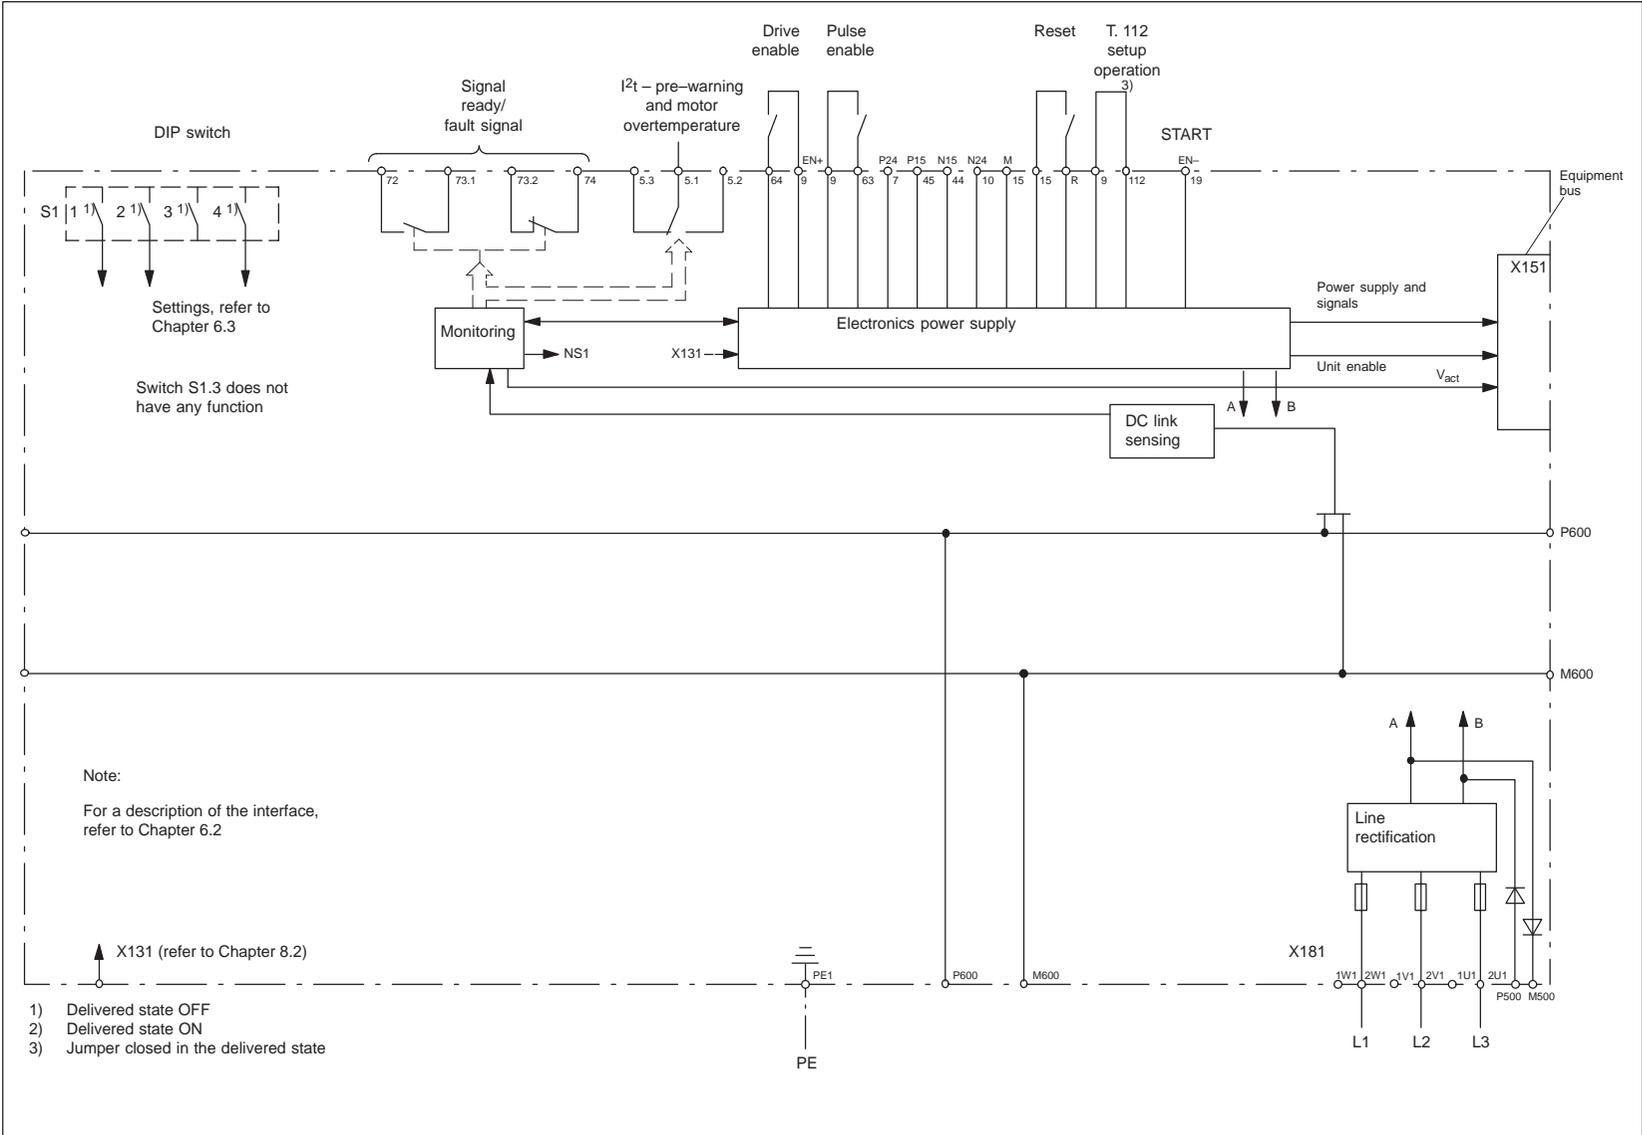 Drive
enable
Pulse
enable
Reset
T. 112
setup
operation
3)
Signal
ready/
fault signal
I²t – pre–warning
and motor
overtemperature
DIP switch
START
EN+
P24
P15
N15
N24
M
EN–
72
73.1
73.2
74
5.3
5.1
5.2
64
9
9
63
7
45
44
10
15
15
R
9
112
19
Equipment
bus
S1
1 1)
2 1)
3 1)
4 1)
X151
Settings, refer to
Chapter 6.3
Monitoring
Electronics power supply
Power supply and
signals
NS1
X131
Unit enable
Vact
Switch S1.3 does not
have any function
A
B
DC link
sensing
P600
M600
A
B
Note:
For a description of the interface,
refer to Chapter 6.2
Line
rectification
X131 (refer to Chapter 8.2)
X181
PE1
P600
M600
1W1
2W1
1V1
2V1
1U1
2U1
P500
M500
1) Delivered state OFF
2) Delivered state ON
3) Jumper closed in the delivered state
L1
L2
L3
PE